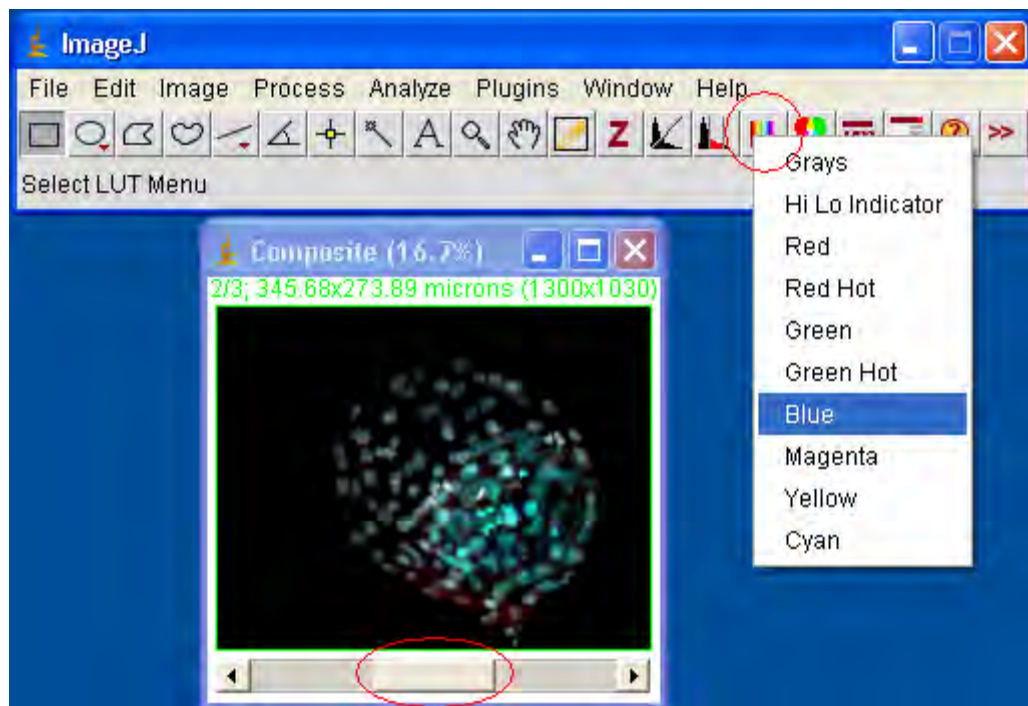 ImageJ
File Edit Image Process Analyze Plugins Window Help
A Z >>
Select LUT Menu
Grays
Hi Lo Indicator
Red
Red Hot
Green
Green Hot
Blue
Magenta
Yellow
Cyan
Composite (16.7%)
2/3; 345.68x273.89 microns (1300x1030)